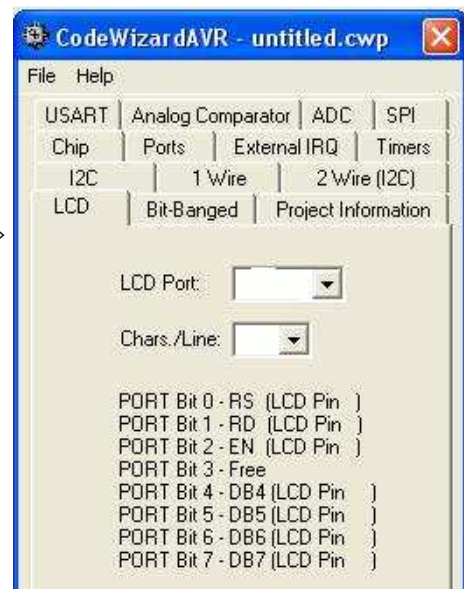 CodeWizardAVR - untitled.cwp
File Help
USART Analog Comparator ADC SPI
Chip Ports External IRQ Timers
I2C 1 Wire 2 Wire (I2C)
LCD Bit-Banged Project Information
LCD Port:
Chars./Line:
PORT Bit 0 - RS (LCD Pin )
PORT Bit 1 - RD (LCD Pin )
PORT Bit 2 - EN (LCD Pin )
PORT Bit 3 - Free
PORT Bit 4 - DB4 (LCD Pin )
PORT Bit 5 - DB5 (LCD Pin )
PORT Bit 6 - DB6 (LCD Pin )
PORT Bit 7 - DB7 (LCD Pin )